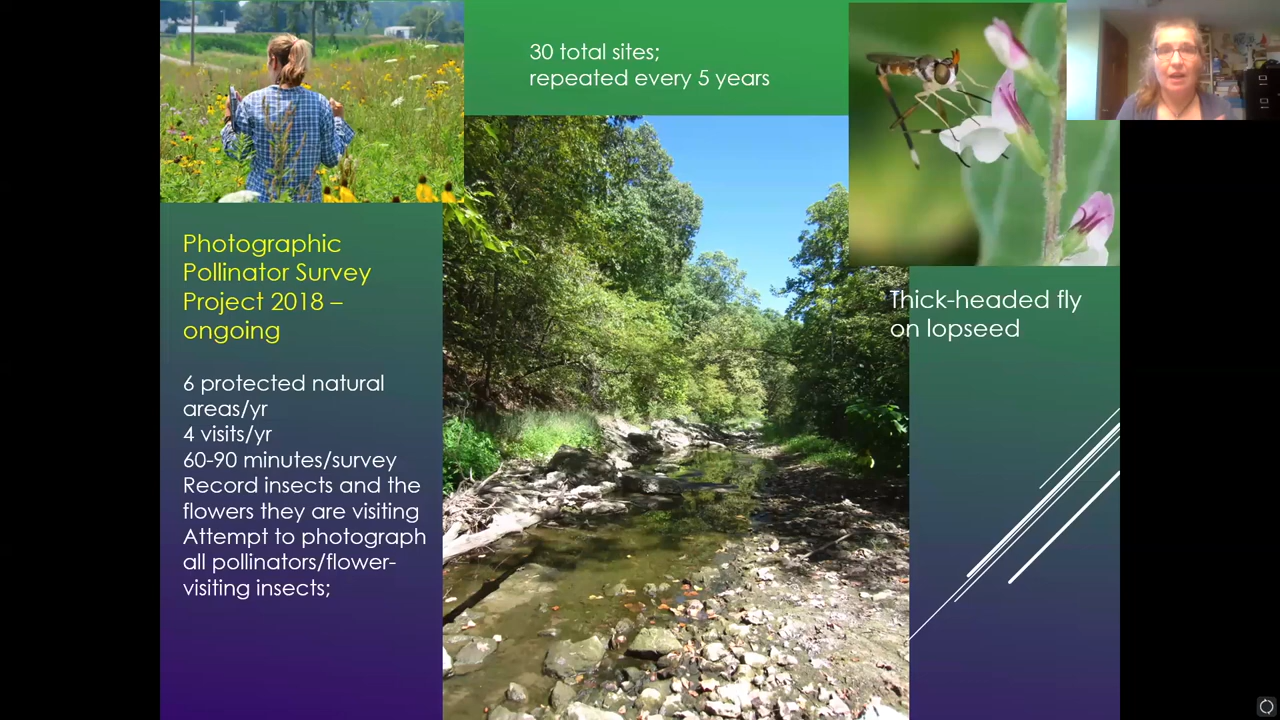 30 total sites;
repeated every 5 years
Photographic
Pollinator Survey
Project 2018 –
ongoing
6 protected natural
areas/yr
4 visits/yr
60-90 minutes/survey
Record insects and the
flowers they are visiting
Attempt to photograph
all pollinators/flower-
visiting insects;
Thick-headed fly
on lopseed